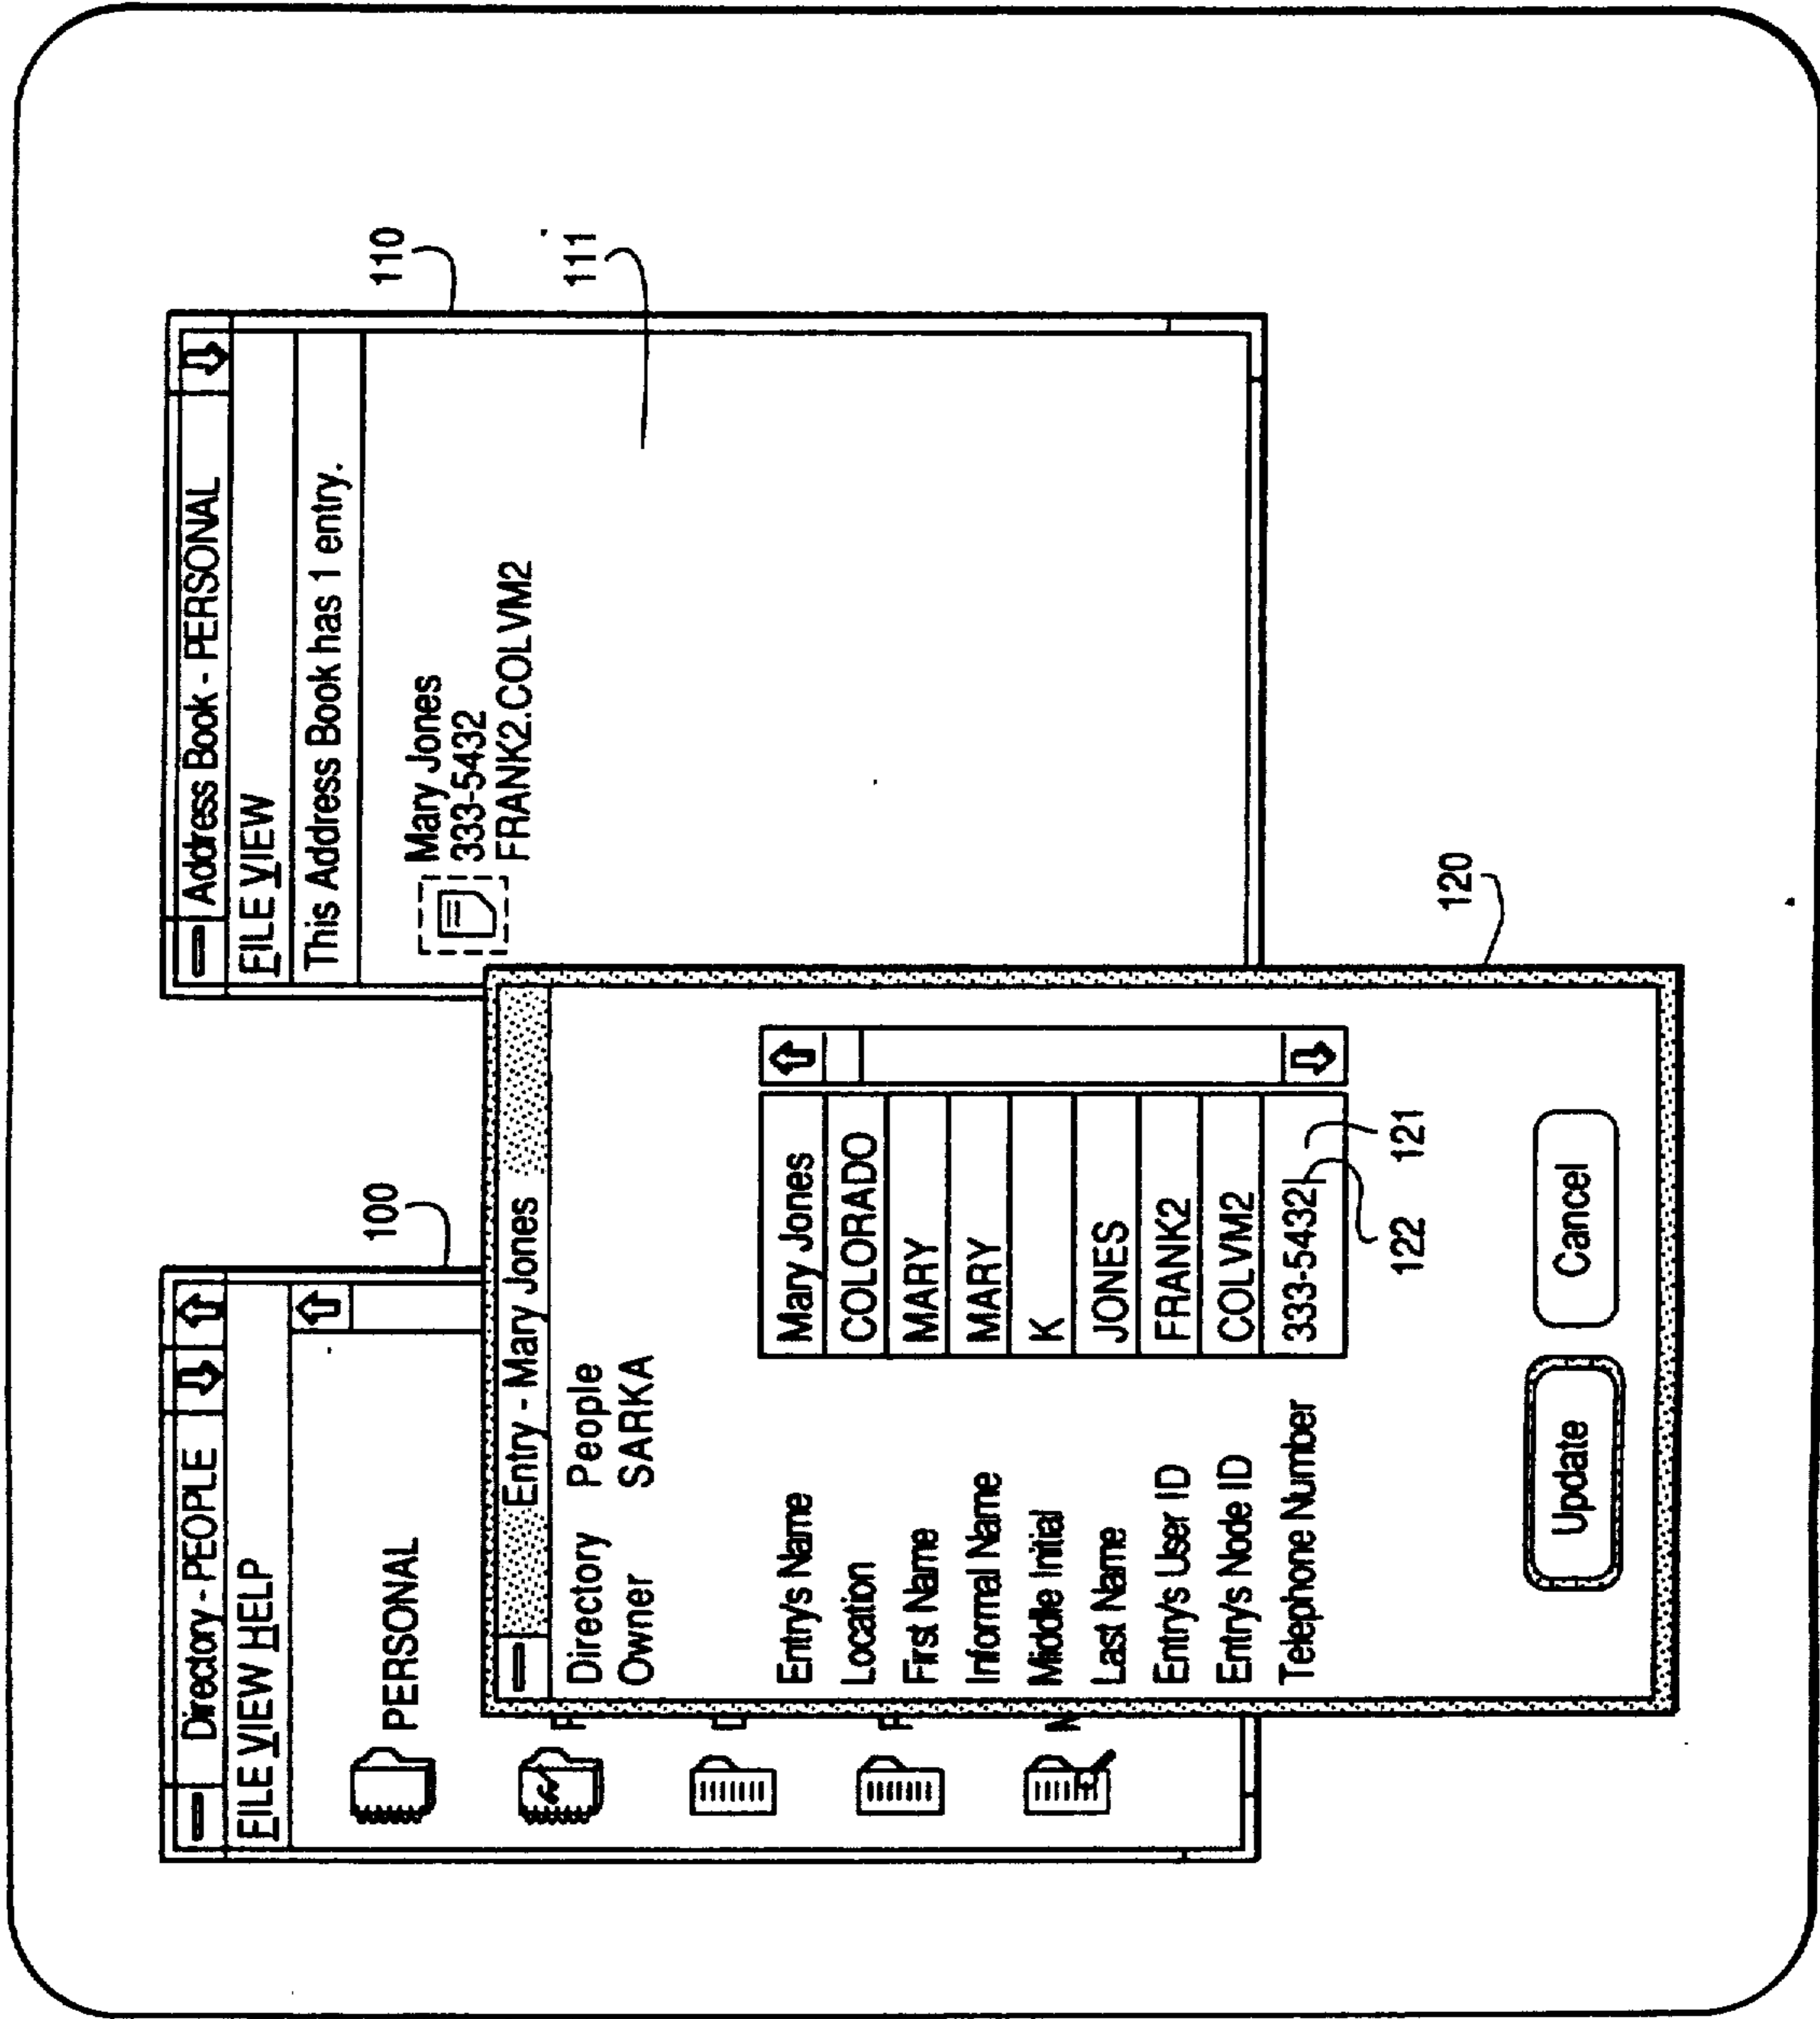 Directory - PEOPLE
FILE VIEW HELP
PERSONAL
100
Address Book - PERSONAL
FILE VIEW
This Address Book has 1 entry.
Mary Jones
333-5432
FRANK2.COLVM2
110
111
Entry - Mary Jones
Directory People
Owner SARKA
Entry's Name Mary Jones
Location COLORADO
First Name MARY
Informal Name MARY
Middle Initial K
Last Name JONES
Entry's User ID FRANK2
Entry's Node ID COLVM2
Telephone Number 333-5432
122 121
Update Cancel
120